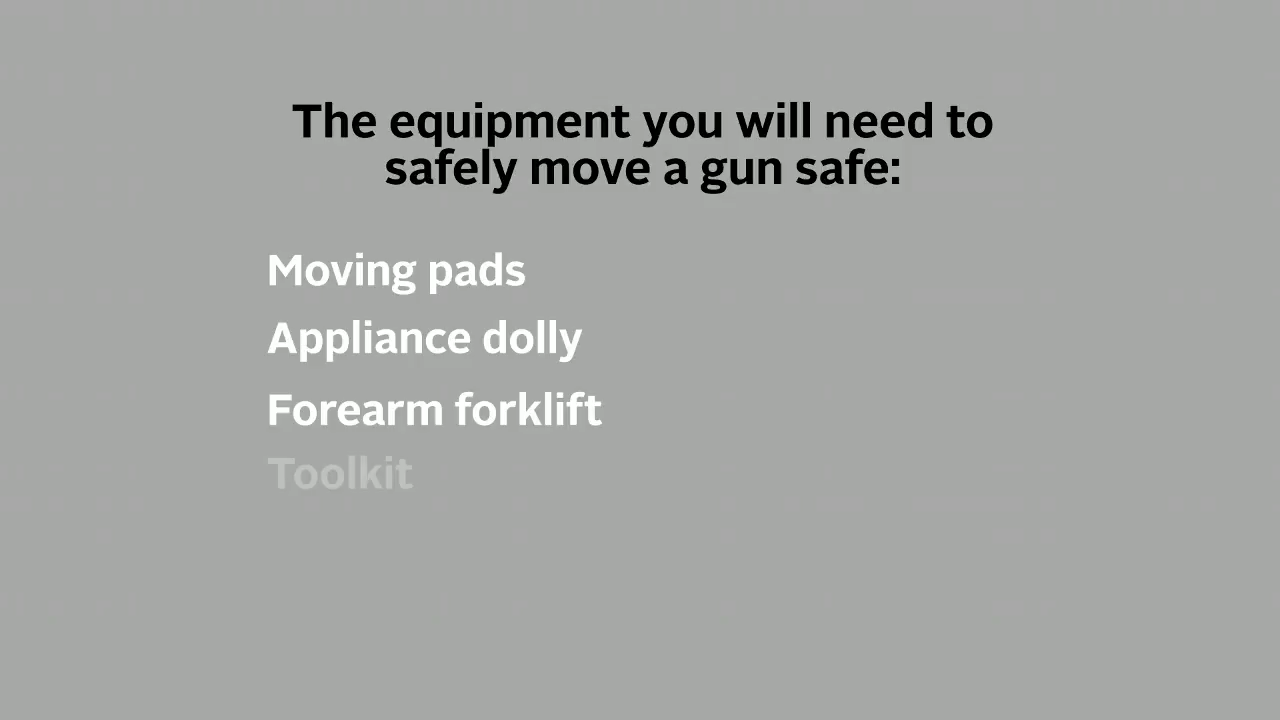 The equipment you will need to
safely move a gun safe:
Moving pads
Appliance dolly
Forearm forklift
Toolkit